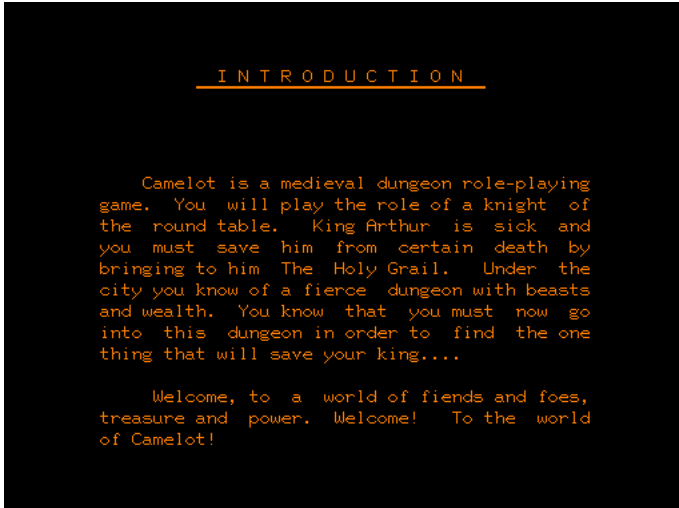 INTRODUCTION
Camelot is a medieval dungeon role-playing
game. You will play the role of a knight of
the round table. King Arthur is sick and
you must save him from certain death by
bringing to him The Holy Grail. Under the
city you know of a fierce dungeon with beasts
and wealth. You know that you must now go
into this dungeon in order to find the one
thing that will save your king....
Welcome, to a world of fiends and foes,
treasure and power. Welcome! To the world
of Camelot!